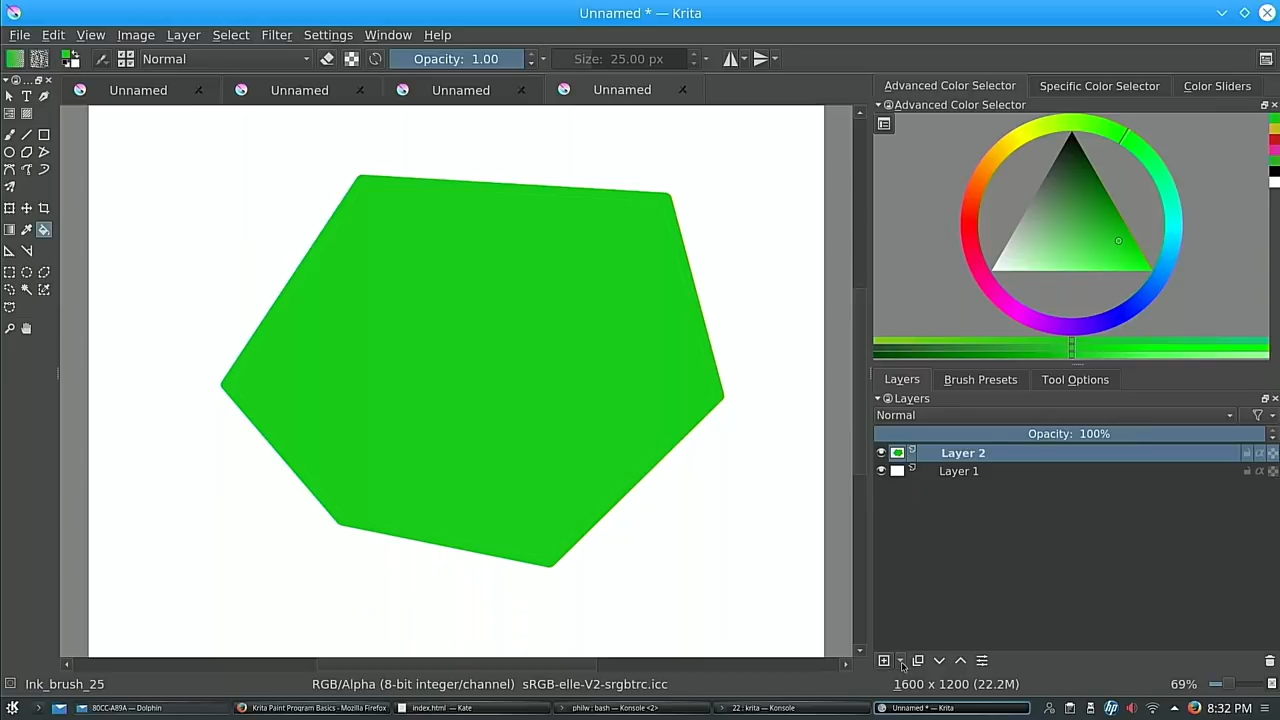 Unnamed * — Krita
File Edit View Image Layer Select Filter Settings Window Help
Normal Opacity: 1.00 Size: 25.00 px
Unnamed Unnamed Unnamed Unnamed
Advanced Color Selector Specific Color Selector Color Sliders
Advanced Color Selector
Layers Brush Presets Tool Options
Layers
Normal
Opacity: 100%
Layer 2
Layer 1
Ink_brush_25 RGB/Alpha (8-bit integer/channel) sRGB-elle-V2-srgbtrc.icc 1600 x 1200 (22.2M) 69%
80CC-A89A — Dolphin Krita Paint Program Basics - Mozilla Firefox index.html — Kate philw : bash — Konsole <2> 22 : krita — Konsole Unnamed * — Krita 8:32 PM